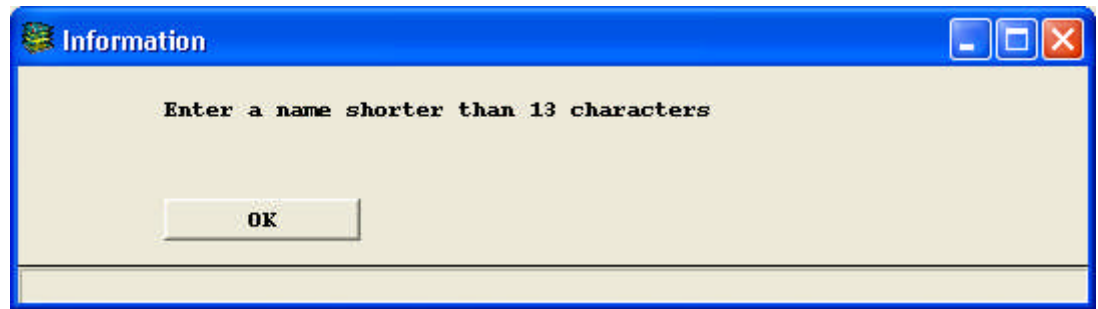 Information
Enter a name shorter than 13 characters
OK